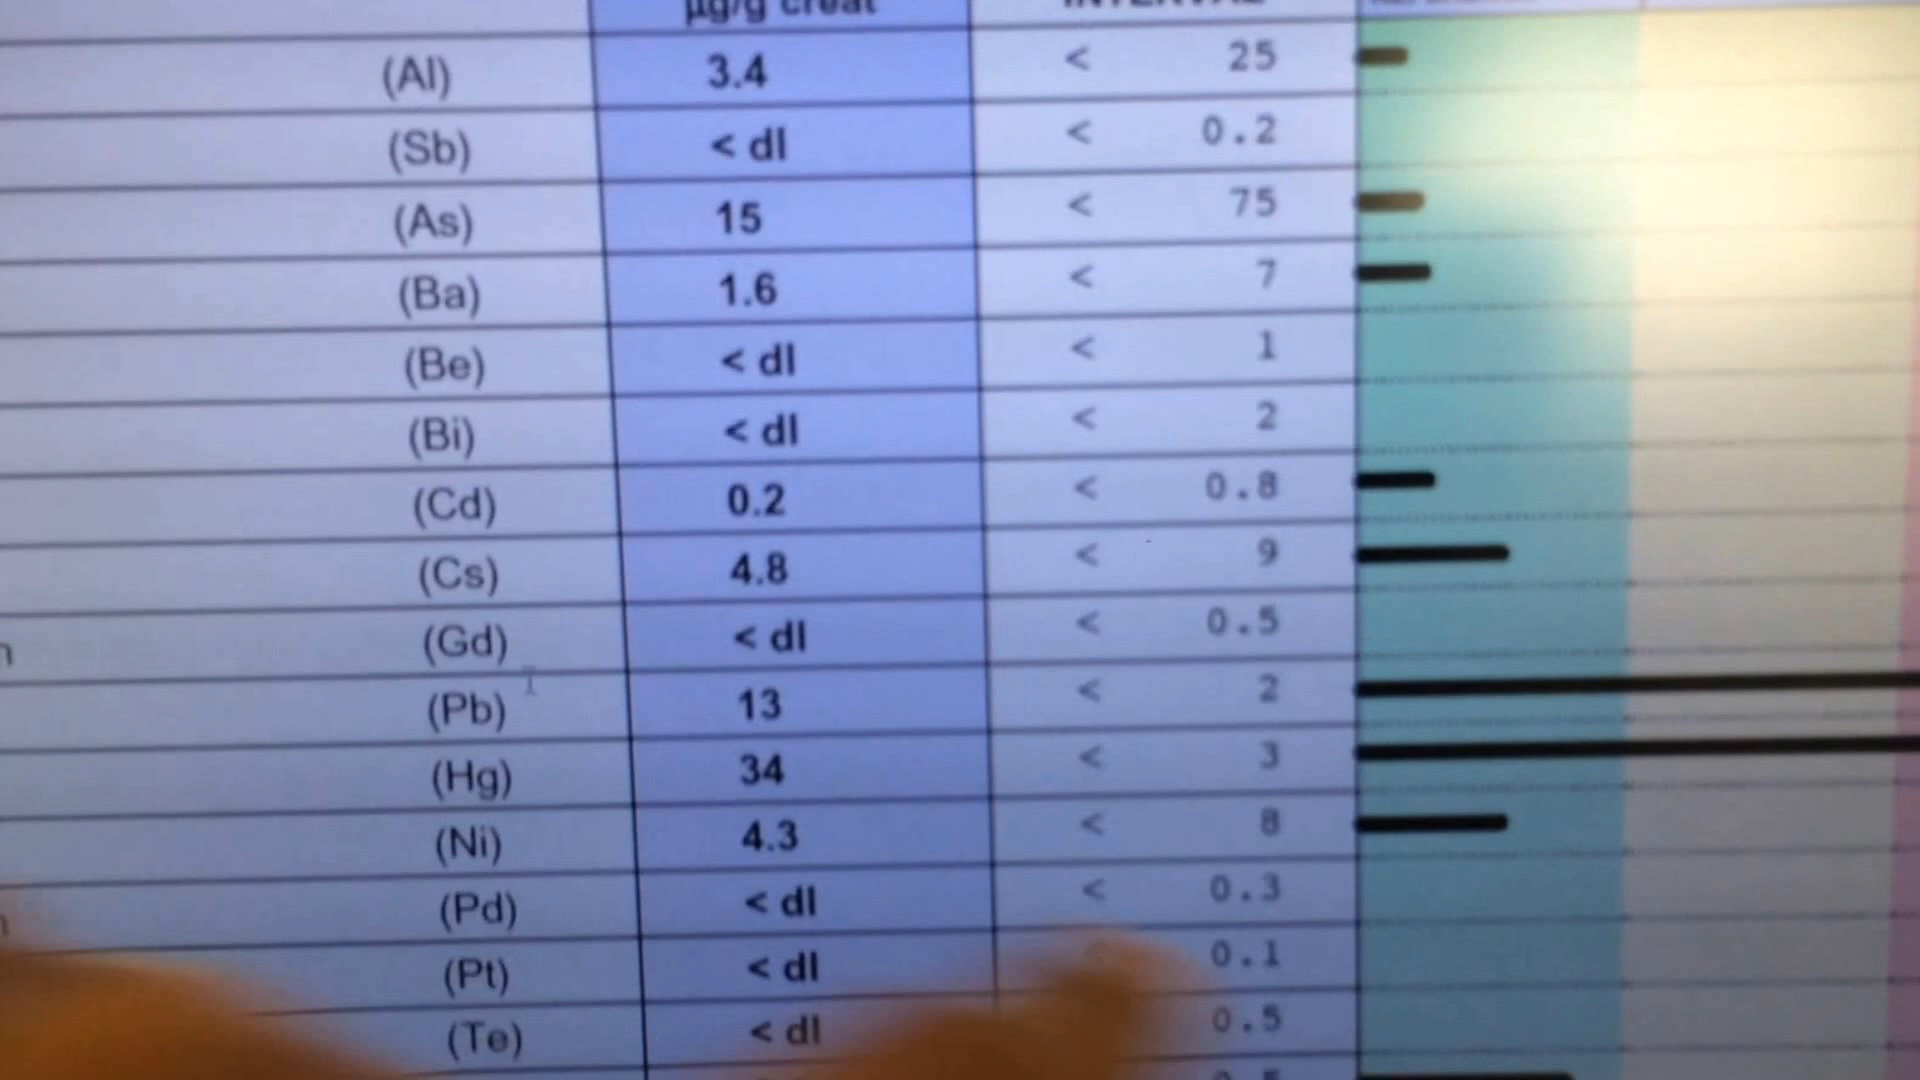 µg/g creat INTERVAL
(Al) 3.4 < 25
(Sb) < dl < 0.2
(As) 15 < 75
(Ba) 1.6 < 7
(Be) < dl < 1
(Bi) < dl < 2
(Cd) 0.2 < 0.8
(Cs) 4.8 < 9
(Gd) < dl < 0.5
(Pb) 13 < 2
(Hg) 34 < 3
(Ni) 4.3 < 8
(Pd) < dl < 0.3
(Pt) < dl 0.1
(Te) < dl 0.5